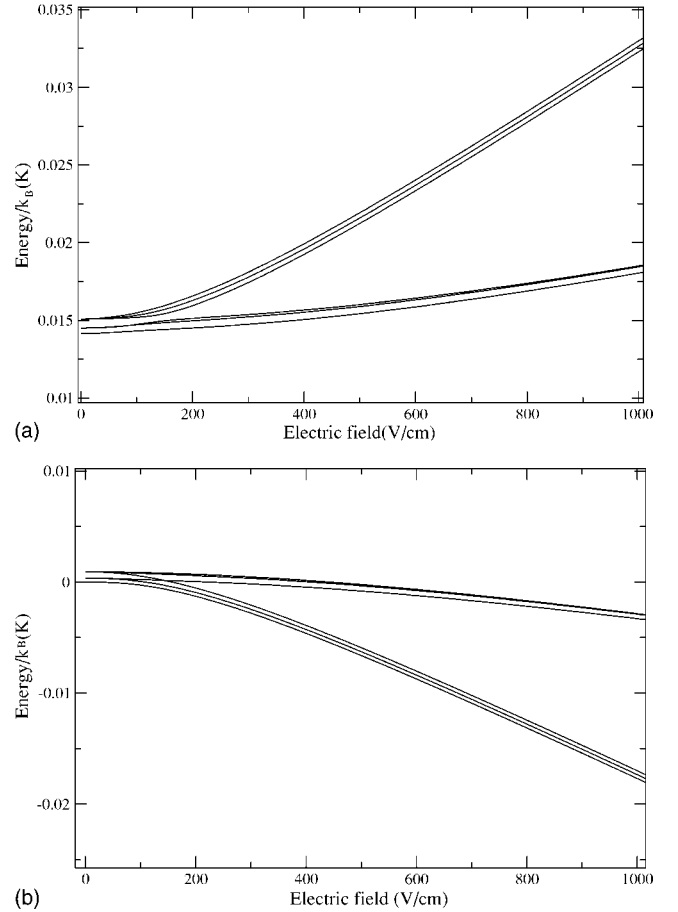 0.035
0.03
0.025
0.02
0.015
0.01
Energy/k_B(K)
0 200 400 600 800 1000
Electric field(V/cm)
(a)
0.01
0
-0.01
-0.02
Energy/k^B(K)
0 200 400 600 800 1000
Electric field (V/cm)
(b)